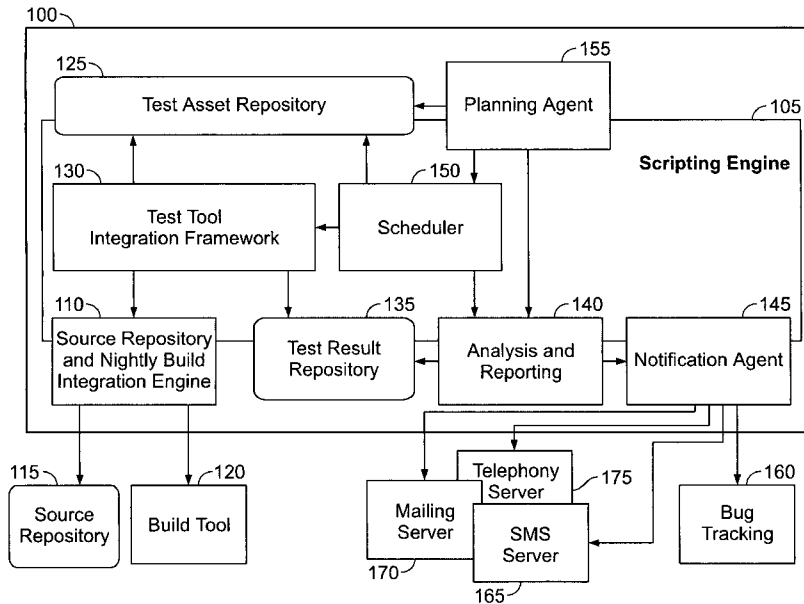 100
125
Test Asset Repository
155
Planning Agent
105
Scripting Engine
130
Test Tool
Integration Framework
150
Scheduler
110
Source Repository
and Nightly Build
Integration Engine
135
Test Result
Repository
140
Analysis and
Reporting
145
Notification Agent
115
Source
Repository
120
Build Tool
Telephony
Server
175
Mailing
Server
170
SMS
Server
165
160
Bug
Tracking